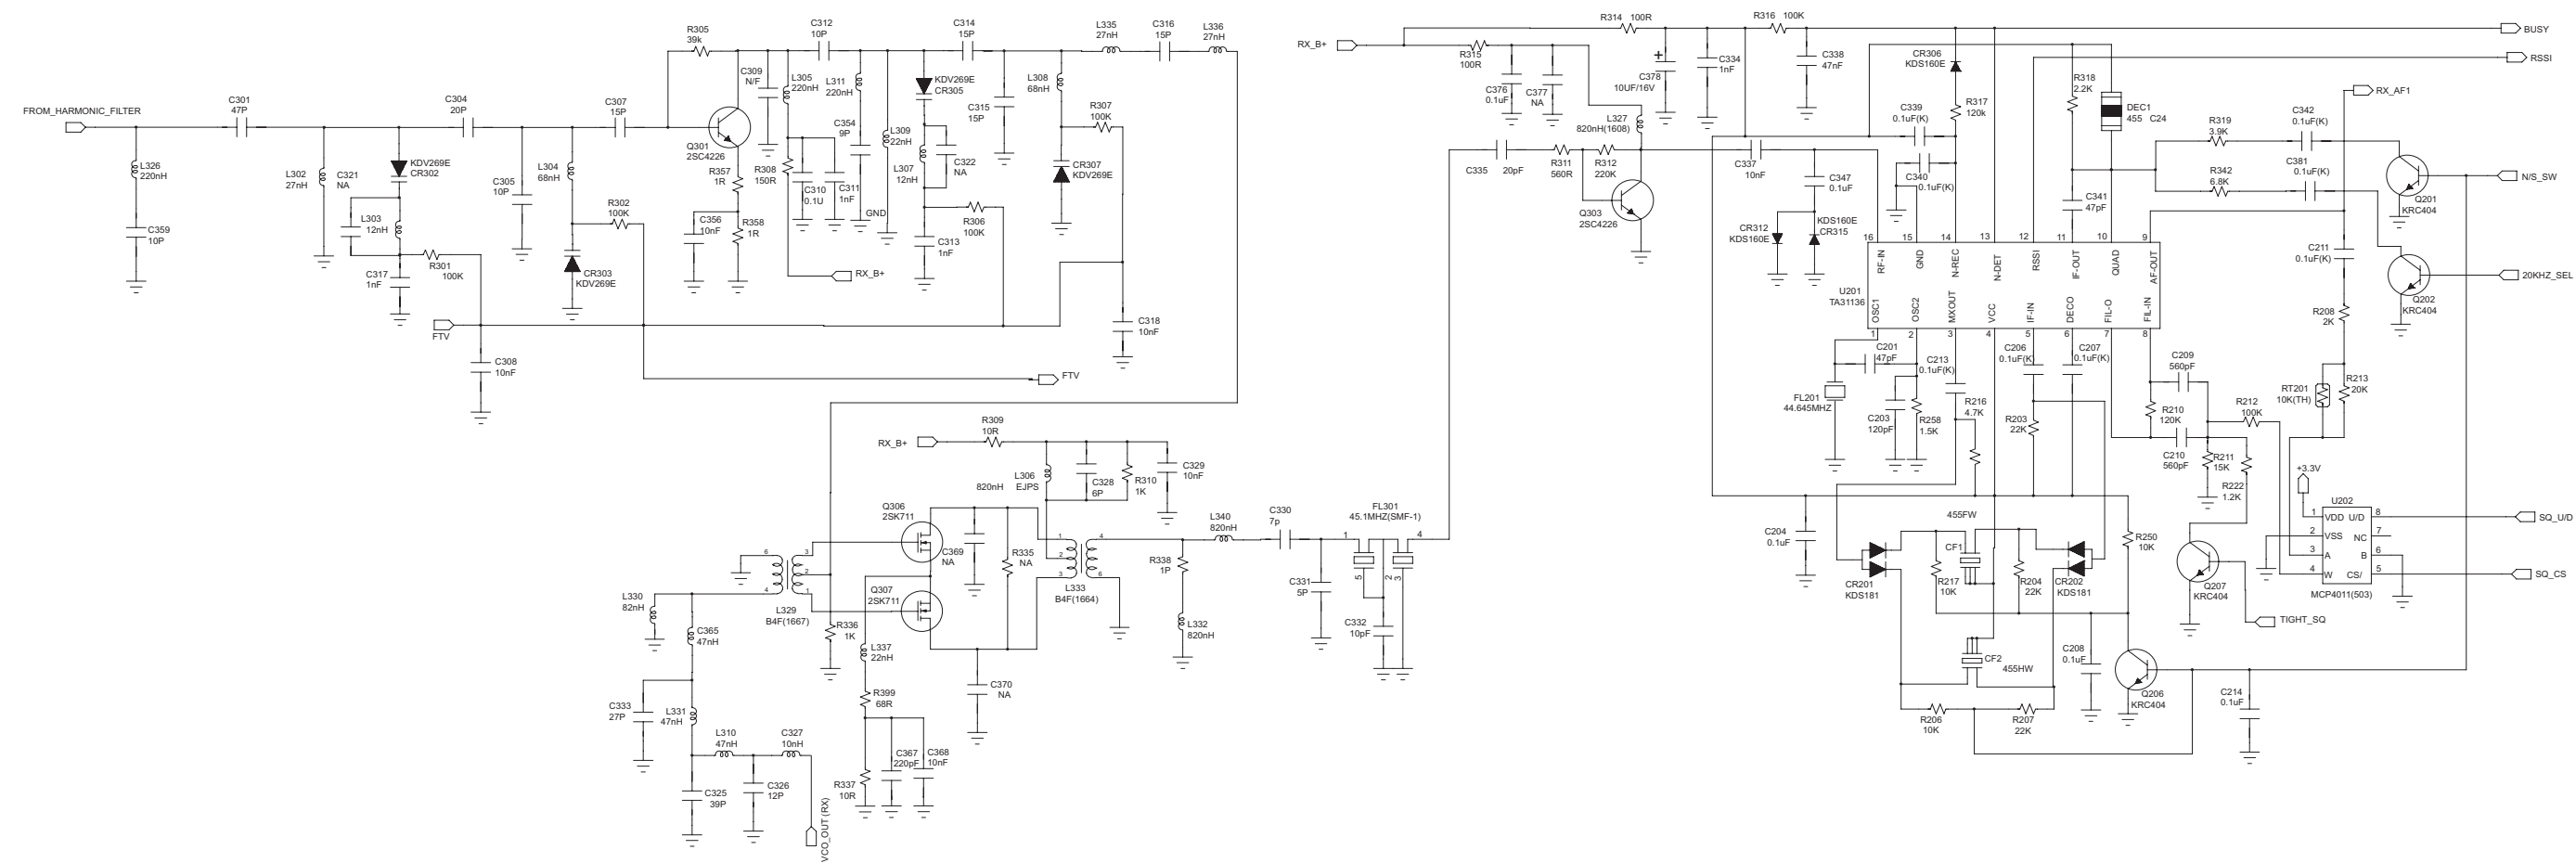 FROM_HARMONIC_FILTER
L326
220nH
C359
10P
C301
47P
L302
27nH
C321
NA
KDV269E
CR302
L303
12nH
C317
1nF
R301
100K
FTV
C308
10nF
C304
20P
C305
10P
L304
68nH
CR303
KDV269E
R302
100K
C307
15P
R305
39k
Q301
2SC4226
R357
1R
C356
10nF
R358
1R
C309
N/F
L305
220nH
R308
150R
C310
0.1U
C311
1nF
RX_B+
C312
10P
L311
220nH
C354
9P
GND
L309
22nH
KDV269E
CR305
L307
12nH
C322
NA
C313
1nF
R306
100K
C314
15P
C315
15P
L308
68nH
CR307
KDV269E
R307
100K
C318
10nF
FTV
L335
27nH
C316
15P
L336
27nH
RX_B+
R309
10R
L306
820nH
EJPS
C328
6P
R310
1K
C329
10nF
Q306
2SK711
C369
NA
R335
NA
Q307
2SK711
6
4
3
2
1
L329
B4F(1667)
R336
1K
L337
22nH
R399
68R
R337
10R
C367
220pF
C368
10nF
C370
NA
1
2
3
4
6
L333
B4F(1664)
L330
82nH
C365
47nH
C333
27P
L331
47nH
L310
47nH
C327
10nH
C325
39P
C326
12P
VCO_OUT (RX)
L340
820nH
R338
1P
L332
820nH
C330
7p
C331
5P
FL301
45.1MHZ(SMF-1)
1
4
5
2
3
C332
10pF
RX_B+
R314 100R
R315
100R
C376
0.1uF
C377
NA
L327
820nH(1608)
C335 20pF
R311
560R
R312
220K
Q303
2SC4226
C378
10UF/16V
+
C334
1nF
R316 100K
C338
47nF
C337
10nF
C347
0.1uF
CR312
KDS160E
KDS160E
CR315
CR306
KDS160E
C339
0.1uF(K)
R317
120k
C340
0.1uF(K)
R318
2.2K
DEC1
455 C24
C341
47pF
BUSY
RSSI
RX_AF1
R319
3.9K
C342
0.1uF(K)
R342
6.8K
C381
0.1uF(K)
Q201
KRC404
N/S_SW
C211
0.1uF(K)
Q202
KRC404
20KHZ_SEL
16
15
14
13
12
11
10
9
RF-IN
GND
N-REC
N-DET
RSSI
IF-OUT
QUAD
AF-OUT
U201
TA31136
OSC1
OSC2
MXOUT
VCC
IF-IN
DECO
FIL-O
FIL-IN
1
2
3
4
5
6
7
8
C201
47pF
FL201
44.645MHZ
C203
120pF
R258
1.5K
C213
0.1uF(K)
R216
4.7K
C206
0.1uF(K)
R203
22K
C207
0.1uF(K)
C209
560pF
R210
120K
C210
560pF
R211
15K
R212
100K
R222
1.2K
R208
2K
RT201
10K(TH)
R213
20K
+3.3V
U202
1
2
3
4
VDD U/D
VSS
NC
A
B
W
CS/
8
7
6
5
MCP4011(503)
SQ_U/D
SQ_CS
Q207
KRC404
TIGHT_SQ
C204
0.1uF
CR201
KDS181
455FW
CF1
R217
10K
R204
22K
CR202
KDS181
R250
10K
CF2
455HW
C208
0.1uF
Q206
KRC404
R206
10K
R207
22K
C214
0.1uF